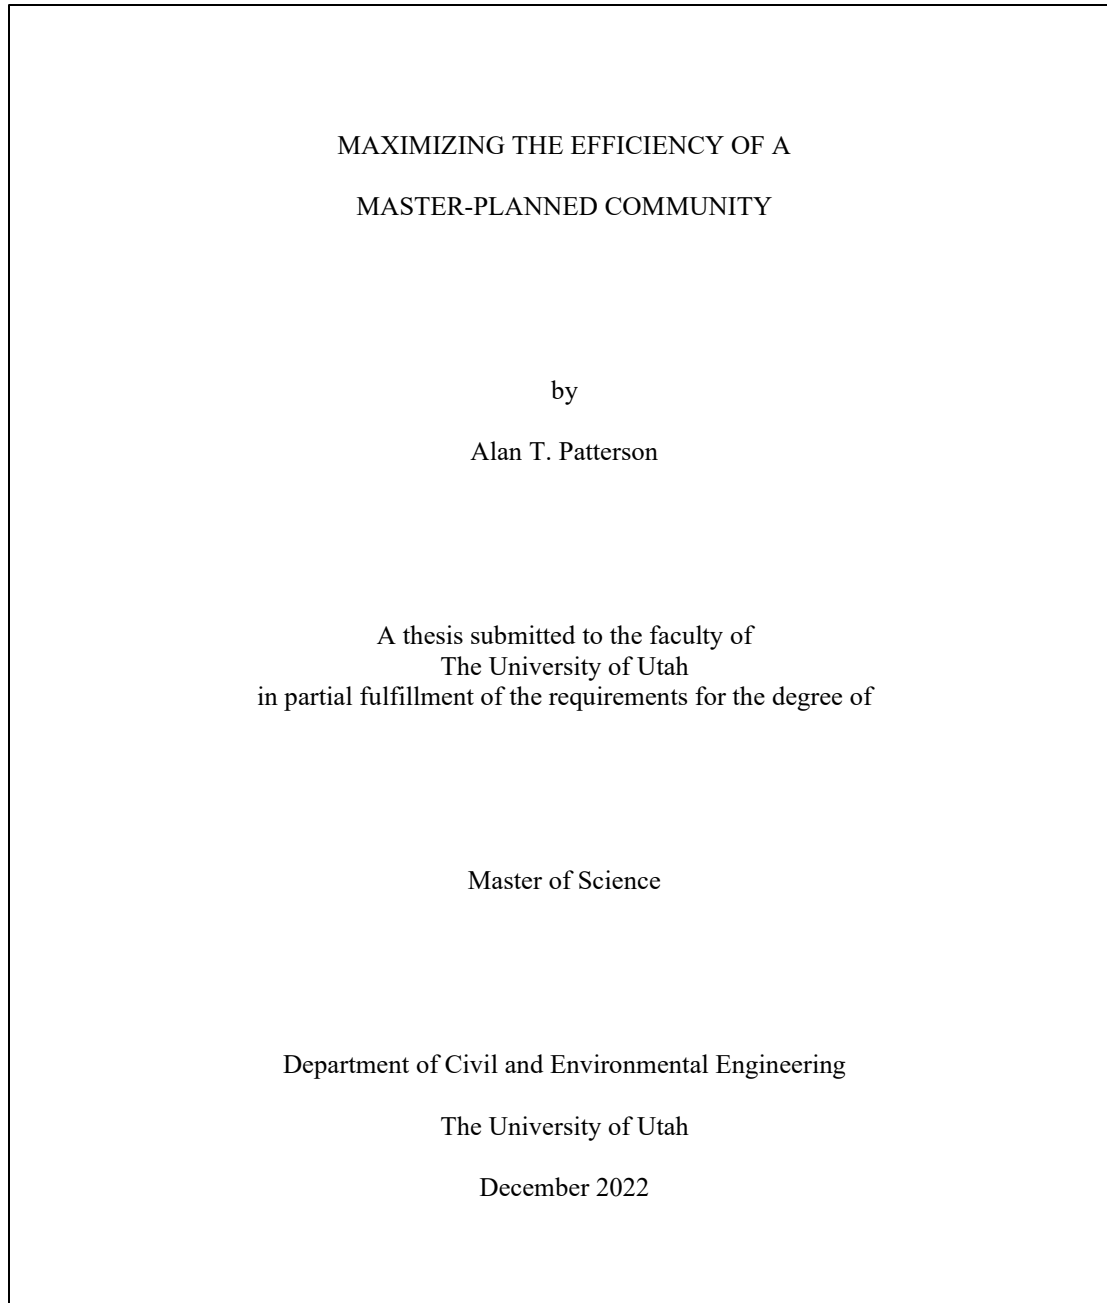 MAXIMIZING THE EFFICIENCY OF A
MASTER-PLANNED COMMUNITY
by
Alan T. Patterson
A thesis submitted to the faculty of
The University of Utah
in partial fulfillment of the requirements for the degree of
Master of Science
Department of Civil and Environmental Engineering
The University of Utah
December 2022